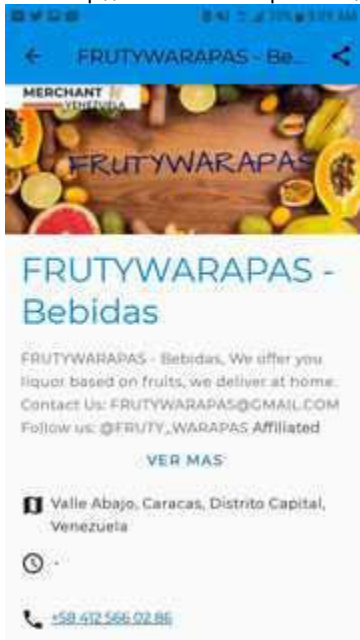 FRUTYWARAPAS - Be...
MERCHANT
VENEZUELA
FRUTYWARAPAS
FRUTYWARAPAS -
Bebidas
FRUTYWARAPAS - Bebidas, We offer you
liquor based on fruits, we deliver at home.
Contact Us: FRUTYWARAPAS@GMAIL.COM
Follow us: @FRUTY_WARAPAS Affiliated
VER MAS
Valle Abajo, Caracas, Distrito Capital,
Venezuela
-
+58 412 566 02 86